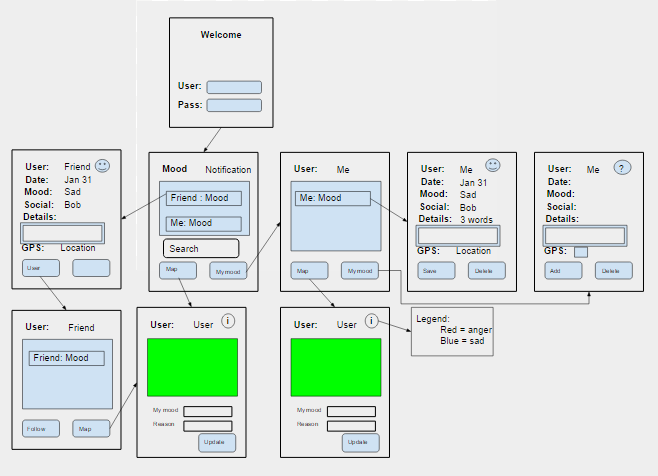 Welcome
User:
Pass:
User: Friend
Date: Jan 31
Mood: Sad
Social: Bob
Details:
GPS: Location
User
Mood Notification
Friend : Mood
Me: Mood
Search
Map My mood
User: Me
Me: Mood
Map My mood
User: Me
Date: Jan 31
Mood: Sad
Social: Bob
Details: 3 words
GPS: Location
Save Delete
User: Me ?
Date:
Mood:
Social:
Details:
GPS:
Add Delete
User: Friend
Friend: Mood
Follow Map
User: User i
My mood
Reason
Update
User: User i
My mood
Reason
Update
Legend:
Red = anger
Blue = sad